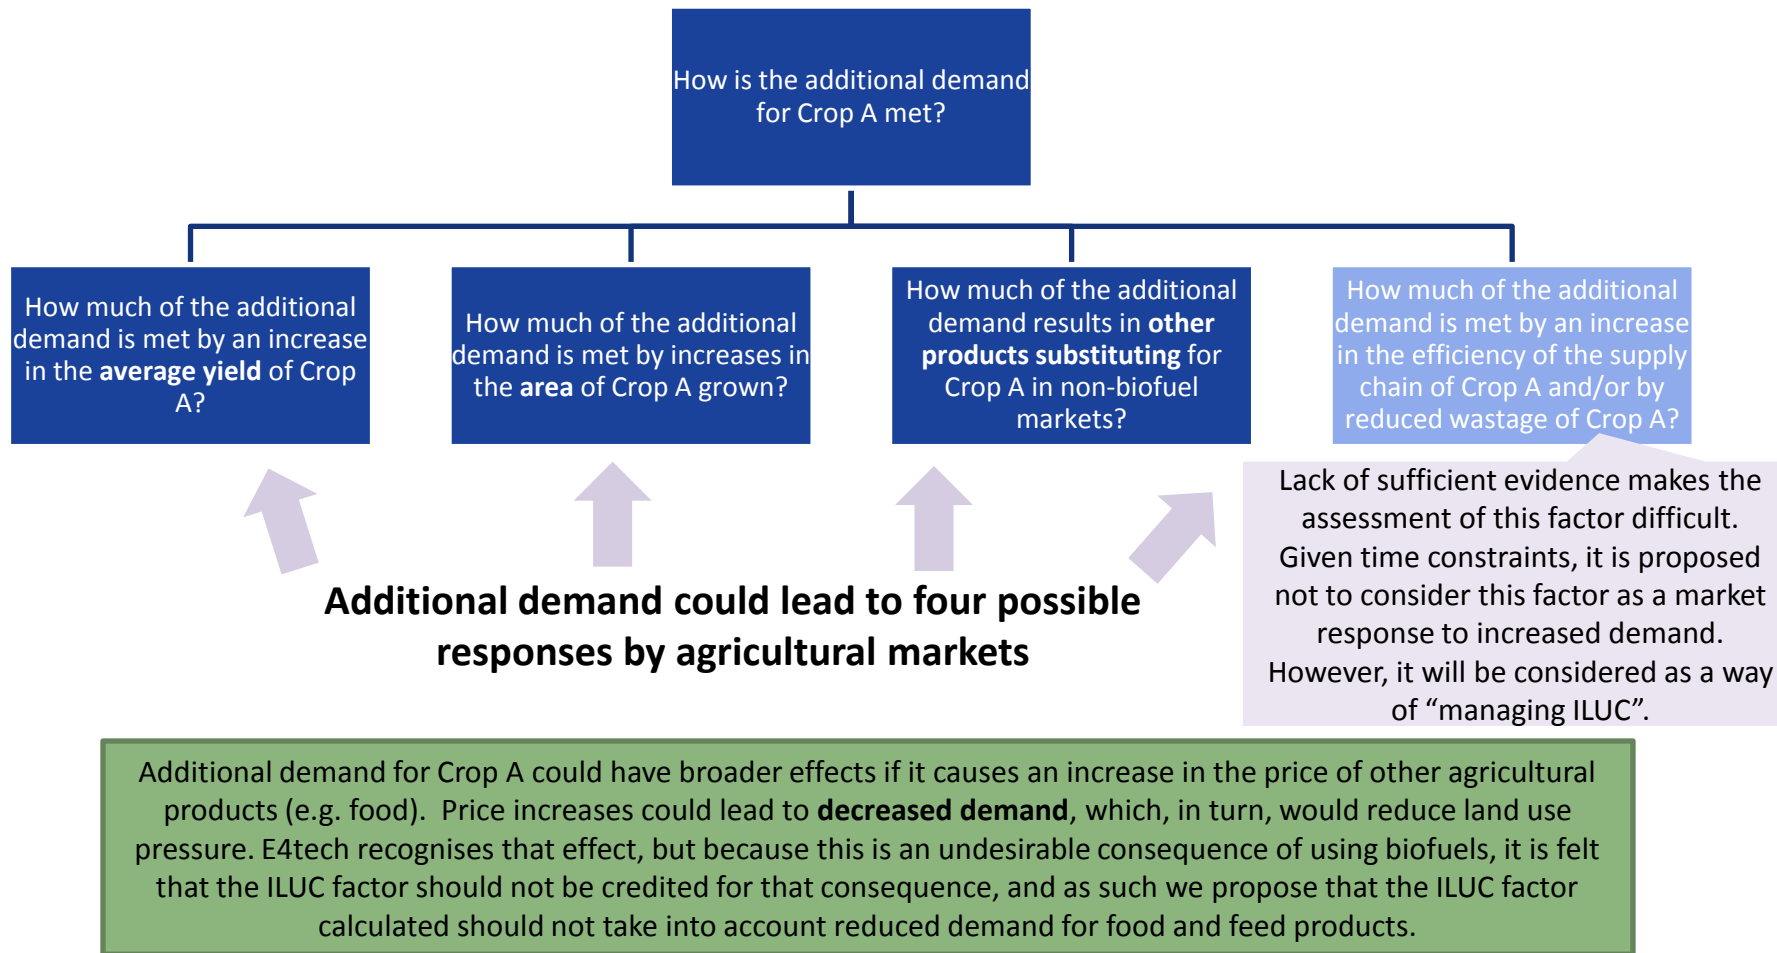 How is the additional demand
for Crop A met?
How much of the additional
demand is met by an increase
in the average yield of Crop
A?
How much of the additional
demand is met by increases in
the area of Crop A grown?
How much of the additional
demand results in other
products substituting for
Crop A in non-biofuel
markets?
How much of the additional
demand is met by an increase
in the efficiency of the supply
chain of Crop A and/or by
reduced wastage of Crop A?
Lack of sufficient evidence makes the
assessment of this factor difficult.
Given time constraints, it is proposed
not to consider this factor as a market
response to increased demand.
However, it will be considered as a way
of “managing ILUC”.
Additional demand could lead to four possible
responses by agricultural markets
Additional demand for Crop A could have broader effects if it causes an increase in the price of other agricultural
products (e.g. food).  Price increases could lead to decreased demand, which, in turn, would reduce land use
pressure. E4tech recognises that effect, but because this is an undesirable consequence of using biofuels, it is felt
that the ILUC factor should not be credited for that consequence, and as such we propose that the ILUC factor
calculated should not take into account reduced demand for food and feed products.